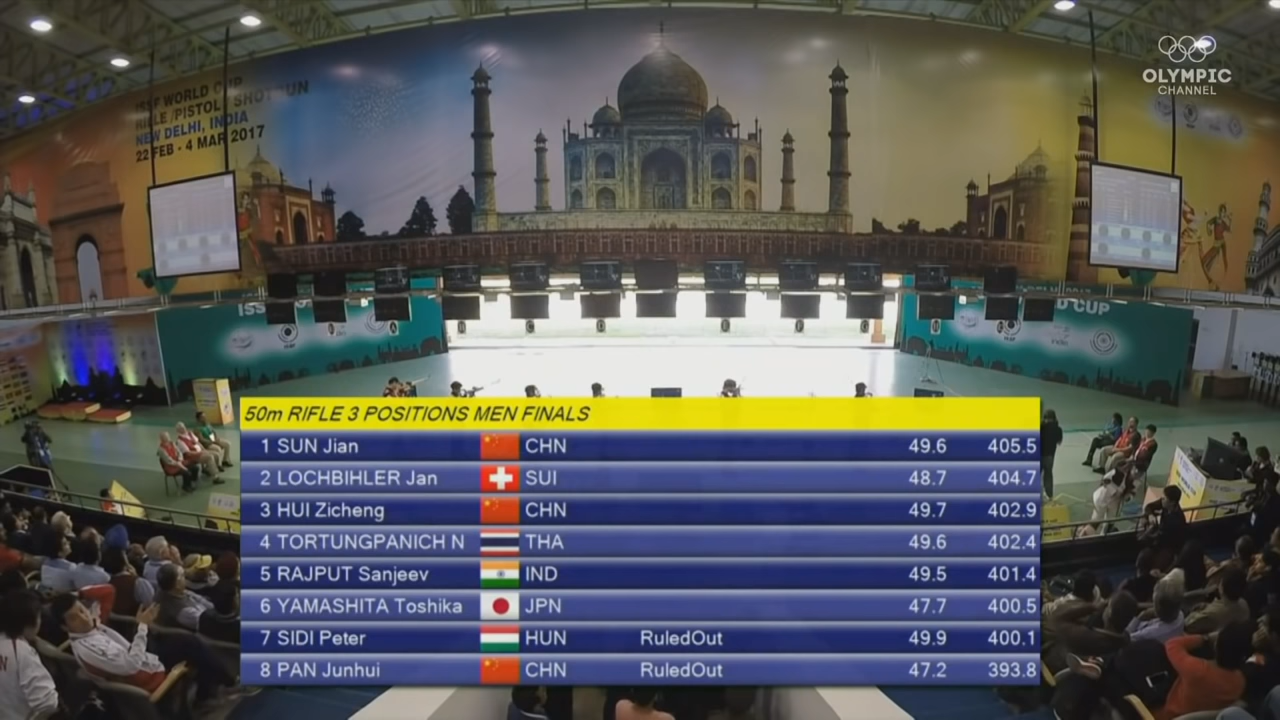 OLYMPIC
CHANNEL
ISSF WORLD CUP
RILLE /PISTOL/ SHOTGUN
NEW DELHI, INDIA
22 FEB - 4 MAR 2017
ISS
D CUP
50m RIFLE 3 POSITIONS MEN FINALS
1 SUN Jian CHN 49.6 405.5
2 LOCHBIHLER Jan SUI 48.7 404.7
3 HUI Zicheng CHN 49.7 402.9
4 TORTUNGPANICH N THA 49.6 402.4
5 RAJPUT Sanjeev IND 49.5 401.4
6 YAMASHITA Toshika JPN 47.7 400.5
7 SIDI Peter HUN RuledOut 49.9 400.1
8 PAN Junhui CHN RuledOut 47.2 393.8